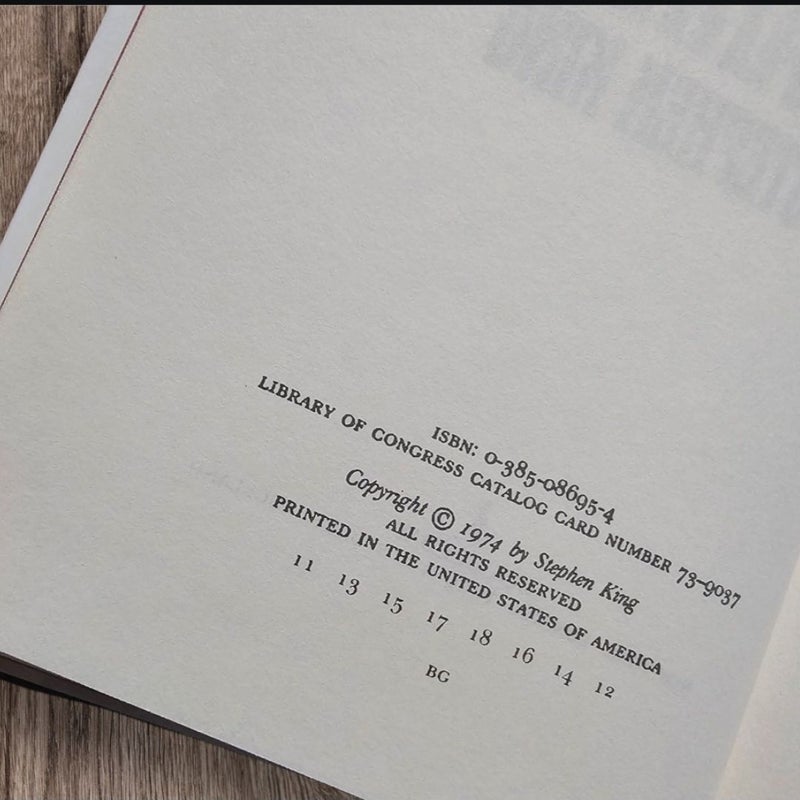 ISBN: 0-385-08695-4
LIBRARY OF CONGRESS CATALOG CARD NUMBER 73-9037
Copyright © 1974 by Stephen King
ALL RIGHTS RESERVED
PRINTED IN THE UNITED STATES OF AMERICA
11 13 15 17 18 16 14 12
BG